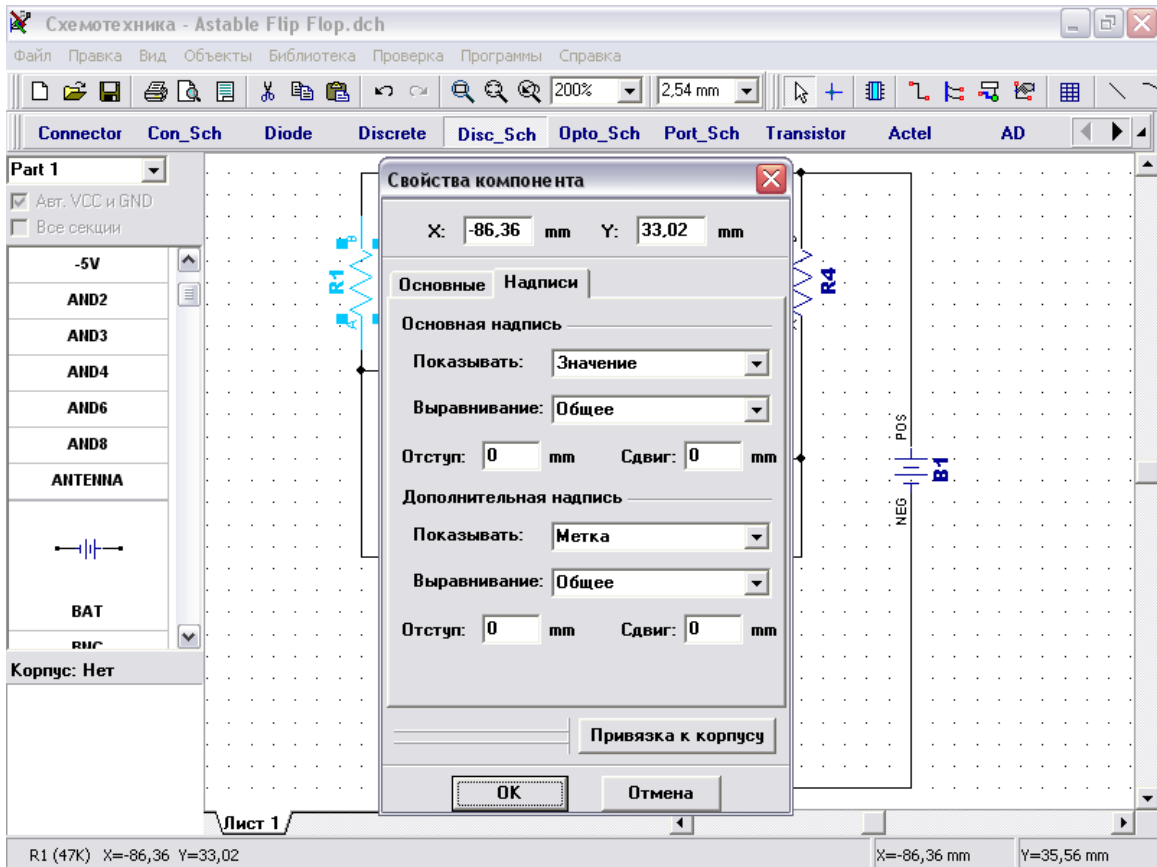 Схемотехника - Astable Flip Flop.dch
Файл Правка Вид Объекты Библиотека Проверка Программы Справка
200% 2,54 mm
Connector Con_Sch Diode Discrete Disc_Sch Opto_Sch Port_Sch Transistor Actel AD
Part 1
Авт. VCC и GND
Все секции
-5V
AND2
AND3
AND4
AND6
AND8
ANTENNA
BAT
BNC
Корпус: Нет
B
R1
A
Свойства компонента
X: -86,36 mm Y: 33,02 mm
Основные Надписи
Основная надпись
Показывать: Значение
Выравнивание: Общее
Отступ: 0 mm Сдвиг: 0 mm
Дополнительная надпись
Показывать: Метка
Выравнивание: Общее
Отступ: 0 mm Сдвиг: 0 mm
Привязка к корпусу
OK Отмена
R4
POS
B1
NEG
Лист 1
R1 (47K) X=-86,36 Y=33,02 X=-86,36 mm Y=35,56 mm